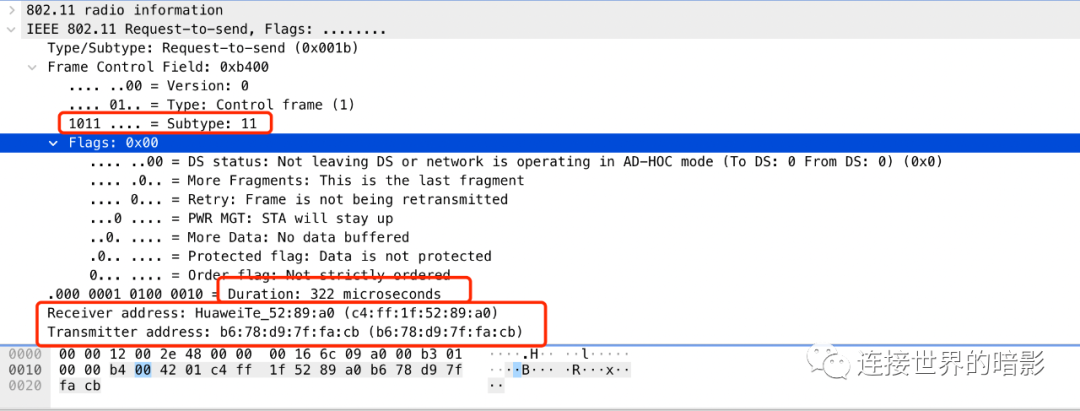 802.11 radio information
IEEE 802.11 Request-to-send, Flags: ........
Type/Subtype: Request-to-send (0x001b)
Frame Control Field: 0xb400
.... ..00 = Version: 0
.... 01.. = Type: Control frame (1)
1011 .... = Subtype: 11
Flags: 0x00
.... ..00 = DS status: Not leaving DS or network is operating in AD-HOC mode (To DS: 0 From DS: 0) (0x0)
.... .0.. = More Fragments: This is the last fragment
.... 0... = Retry: Frame is not being retransmitted
...0 .... = PWR MGT: STA will stay up
..0. .... = More Data: No data buffered
.0.. .... = Protected flag: Data is not protected
0... .... = Order flag: Not strictly ordered
.000 0001 0100 0010 = Duration: 322 microseconds
Receiver address: HuaweiTe_52:89:a0 (c4:ff:1f:52:89:a0)
Transmitter address: b6:78:d9:7f:fa:cb (b6:78:d9:7f:fa:cb)
0000 00 00 12 00 2e 48 00 00 00 16 6c 09 a0 00 b3 01 ·····.H·· ··l·····
0010 00 00 b4 00 42 01 c4 ff 1f 52 89 a0 b6 78 d9 7f ····B··· ·R···x··
0020 fa cb ··
连接世界的暗影